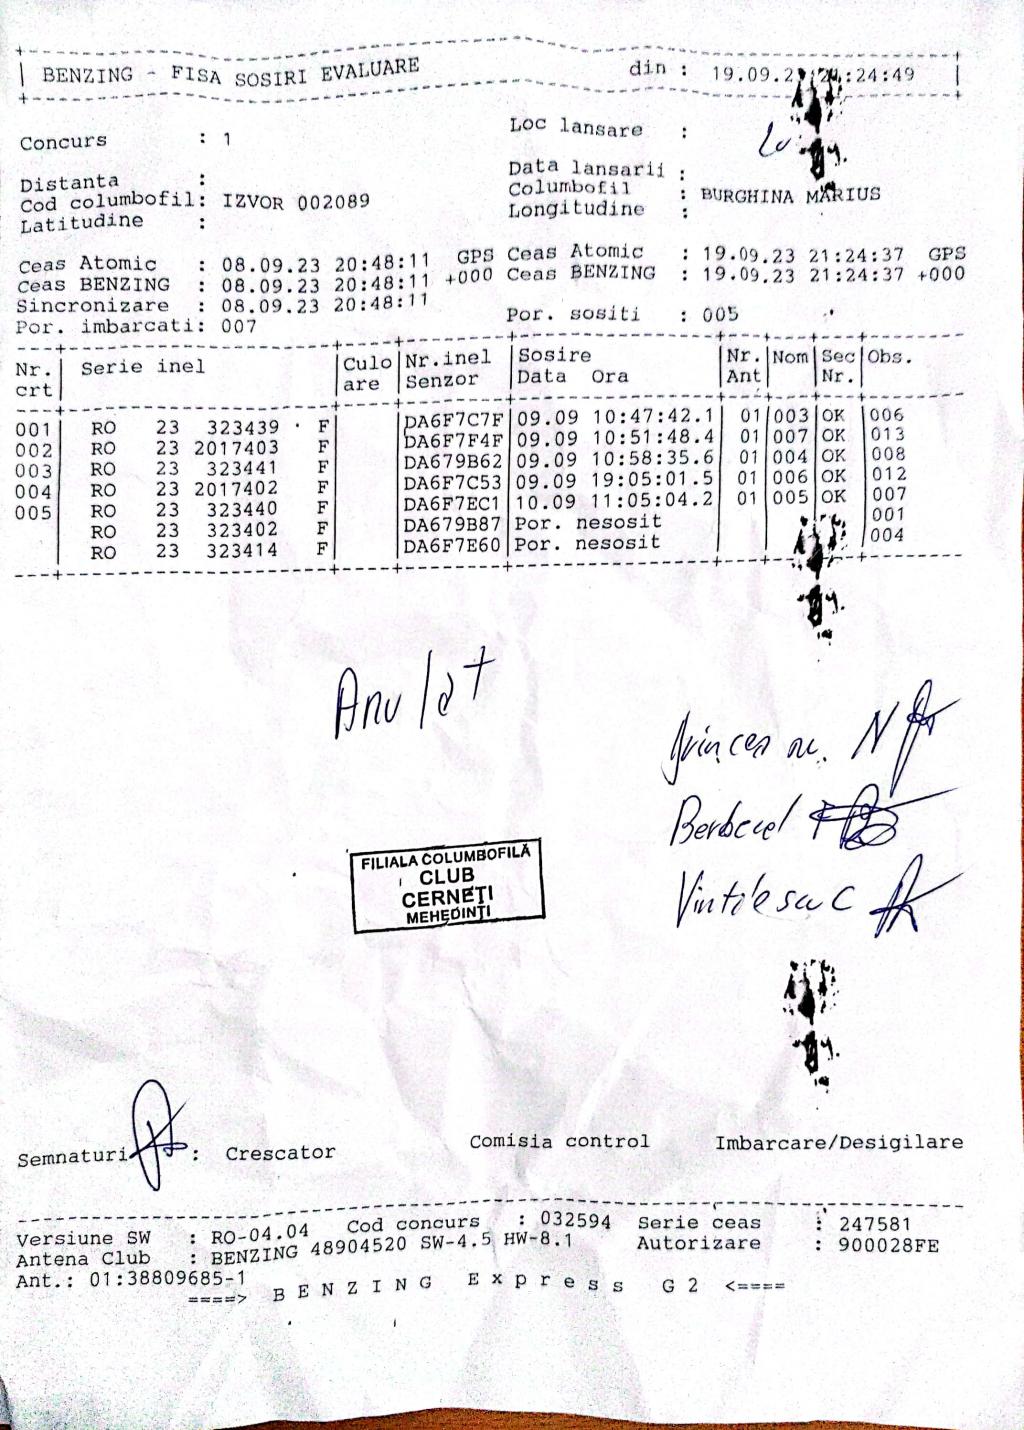 BENZING - FISA SOSIRI EVALUARE din : 19.09.2 :24:49
Concurs : 1 Loc lansare :
Distanta : Data lansarii :
Cod columbofil: IZVOR 002089 Columbofil : BURGHINA MARIUS
Latitudine : Longitudine :
Ceas Atomic : 08.09.23 20:48:11 GPS Ceas Atomic : 19.09.23 21:24:37 GPS
Ceas BENZING : 08.09.23 20:48:11 +000 Ceas BENZING : 19.09.23 21:24:37 +000
Sincronizare : 08.09.23 20:48:11
Por. imbarcati: 007 Por. sositi : 005
Nr. Serie inel Culo Nr.inel Sosire Nr. Nom Sec Obs.
crt are Senzor Data Ora Ant Nr.
001 RO 23 323439 F DA6F7C7F 09.09 10:47:42.1 01 003 OK 006
002 RO 23 2017403 F DA6F7F4F 09.09 10:51:48.4 01 007 OK 013
003 RO 23 323441 F DA679B62 09.09 10:58:35.6 01 004 OK 008
004 RO 23 2017402 F DA6F7C53 09.09 19:05:01.5 01 006 OK 012
005 RO 23 323440 F DA6F7EC1 10.09 11:05:04.2 01 005 OK 007
RO 23 323402 F DA679B87 Por. nesosit 001
RO 23 323414 F DA6F7E60 Por. nesosit 004
Anulat
N
Berbecel
Vintilescu C
FILIALA COLUMBOFILĂ
CLUB
CERNEȚI
MEHEDINȚI
Semnaturi : Crescator Comisia control Imbarcare/Desigilare
Versiune SW : RO-04.04 Cod concurs : 032594 Serie ceas : 247581
Antena Club : BENZING 48904520 SW-4.5 HW-8.1 Autorizare : 900028FE
Ant.: 01:38809685-1
====> BENZING Express G2 <====